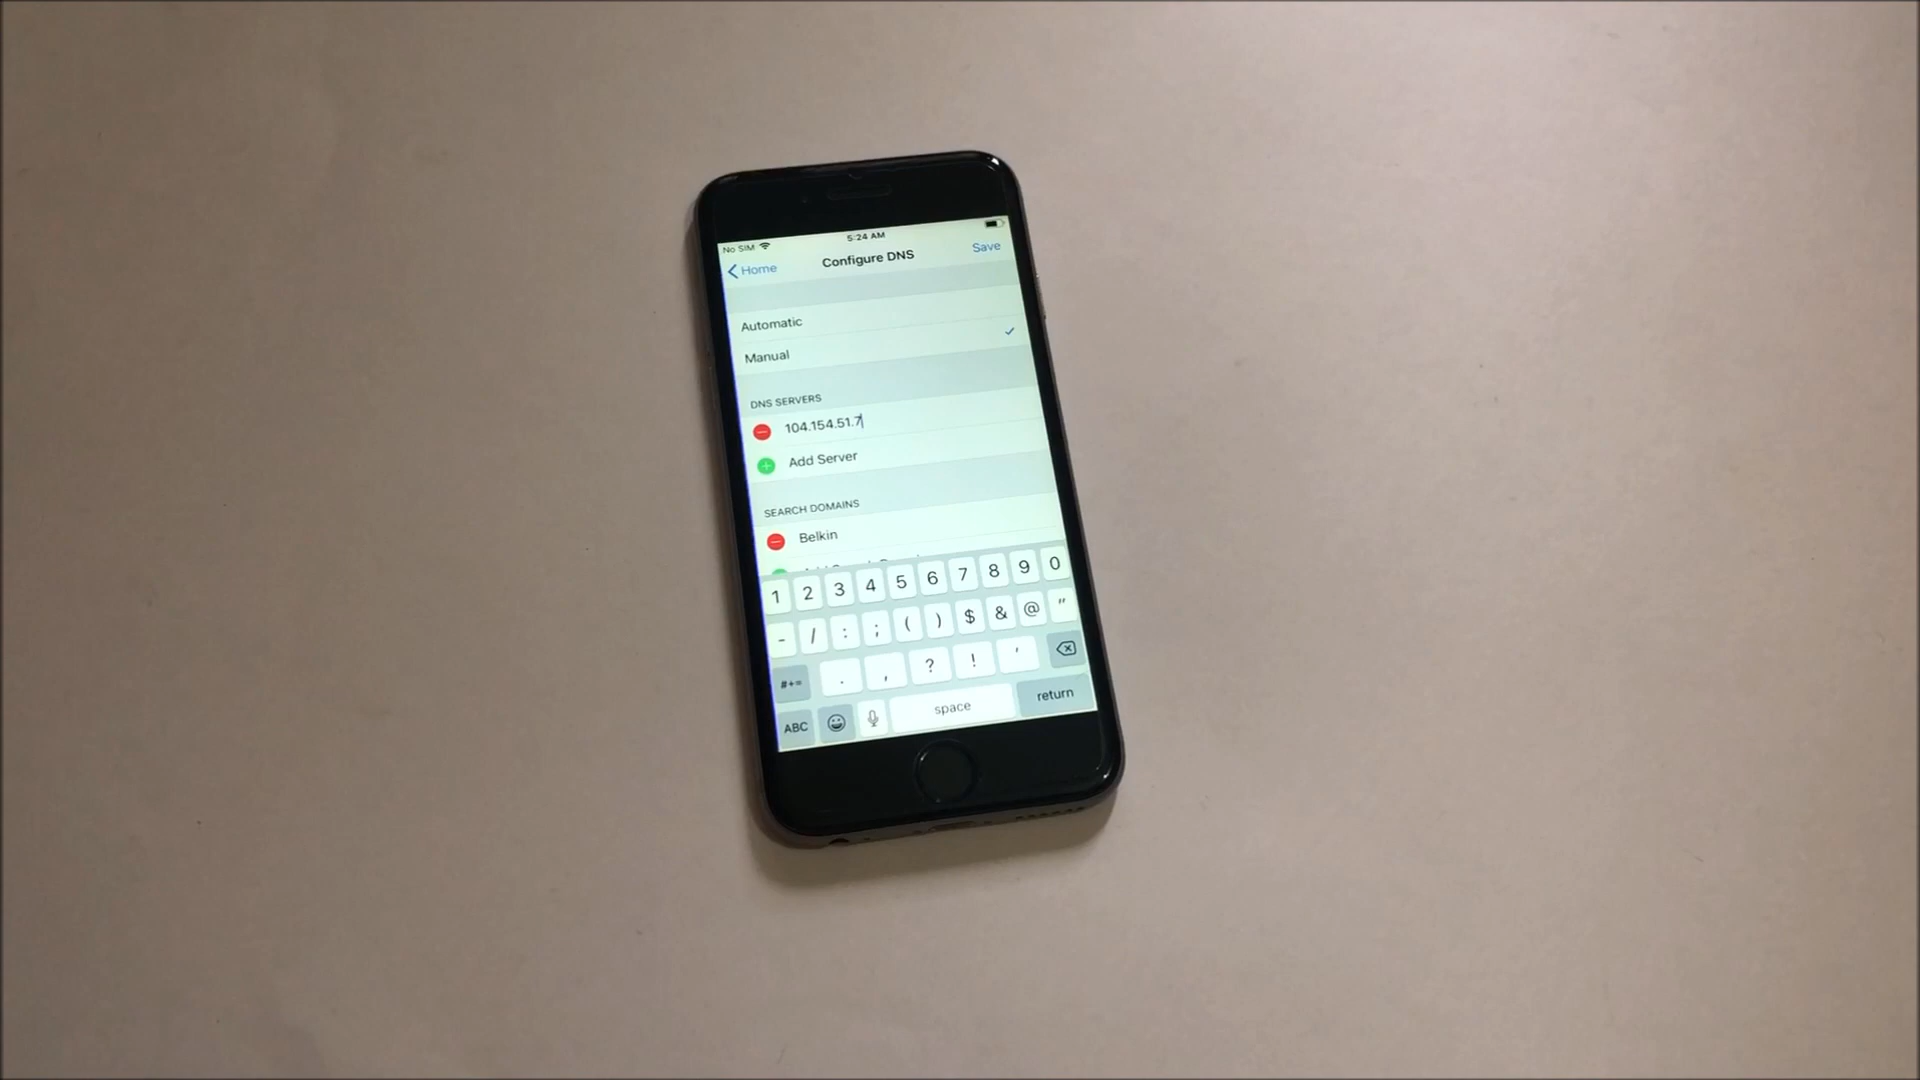 No SIM 5:24 AM
Home Configure DNS Save
Automatic
Manual
DNS SERVERS
104.154.51.7
Add Server
SEARCH DOMAINS
Belkin
1 2 3 4 5 6 7 8 9 0
- / : ; ( ) $ & @ "
#+= . , ? ! '
ABC space return